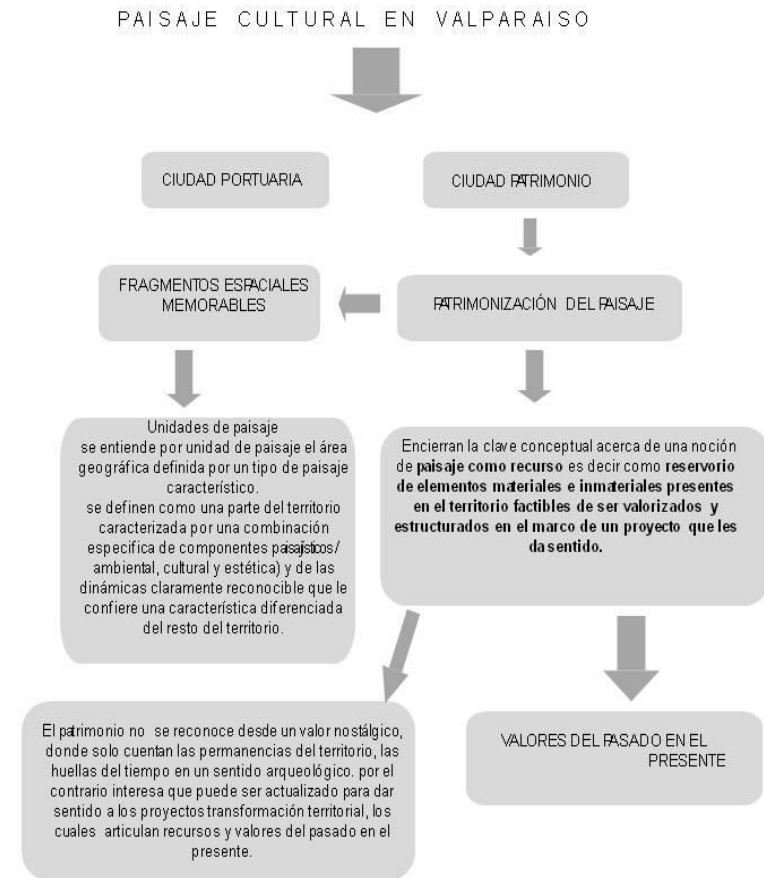 PAISAJE CULTURAL EN VALPARAISO
CIUDAD PORTUARIA
CIUDAD PATRIMONIO
FRAGMENTOS ESPACIALES
MEMORABLES
PATRIMONIZACIÓN DEL PAISAJE
Unidades de paisaje
se entiende por unidad de paisaje el área
geográfica definida por un tipo de paisaje
característico.
se definen como una parte del territorio
caracterizada por una combinación
especifica de componentes paisajísticos/
ambiental, cultural y estética) y de las
dinámicas claramente reconocible que le
confiere una característica diferenciada
del resto del territorio.
Encierran la clave conceptual acerca de una noción
de paisaje como recurso es decir como reservorio
de elementos materiales e inmateriales presentes
en el territorio factibles de ser valorizados y
estructurados en el marco de un proyecto que les
da sentido.
El patrimonio no se reconoce desde un valor nostálgico,
donde solo cuentan las permanencias del territorio, las
huellas del tiempo en un sentido arqueológico. por el
contrario interesa que puede ser actualizado para dar
sentido a los proyectos transformación territorial, los
cuales articulan recursos y valores del pasado en el
presente.
VALORES DEL PASADO EN EL
PRESENTE